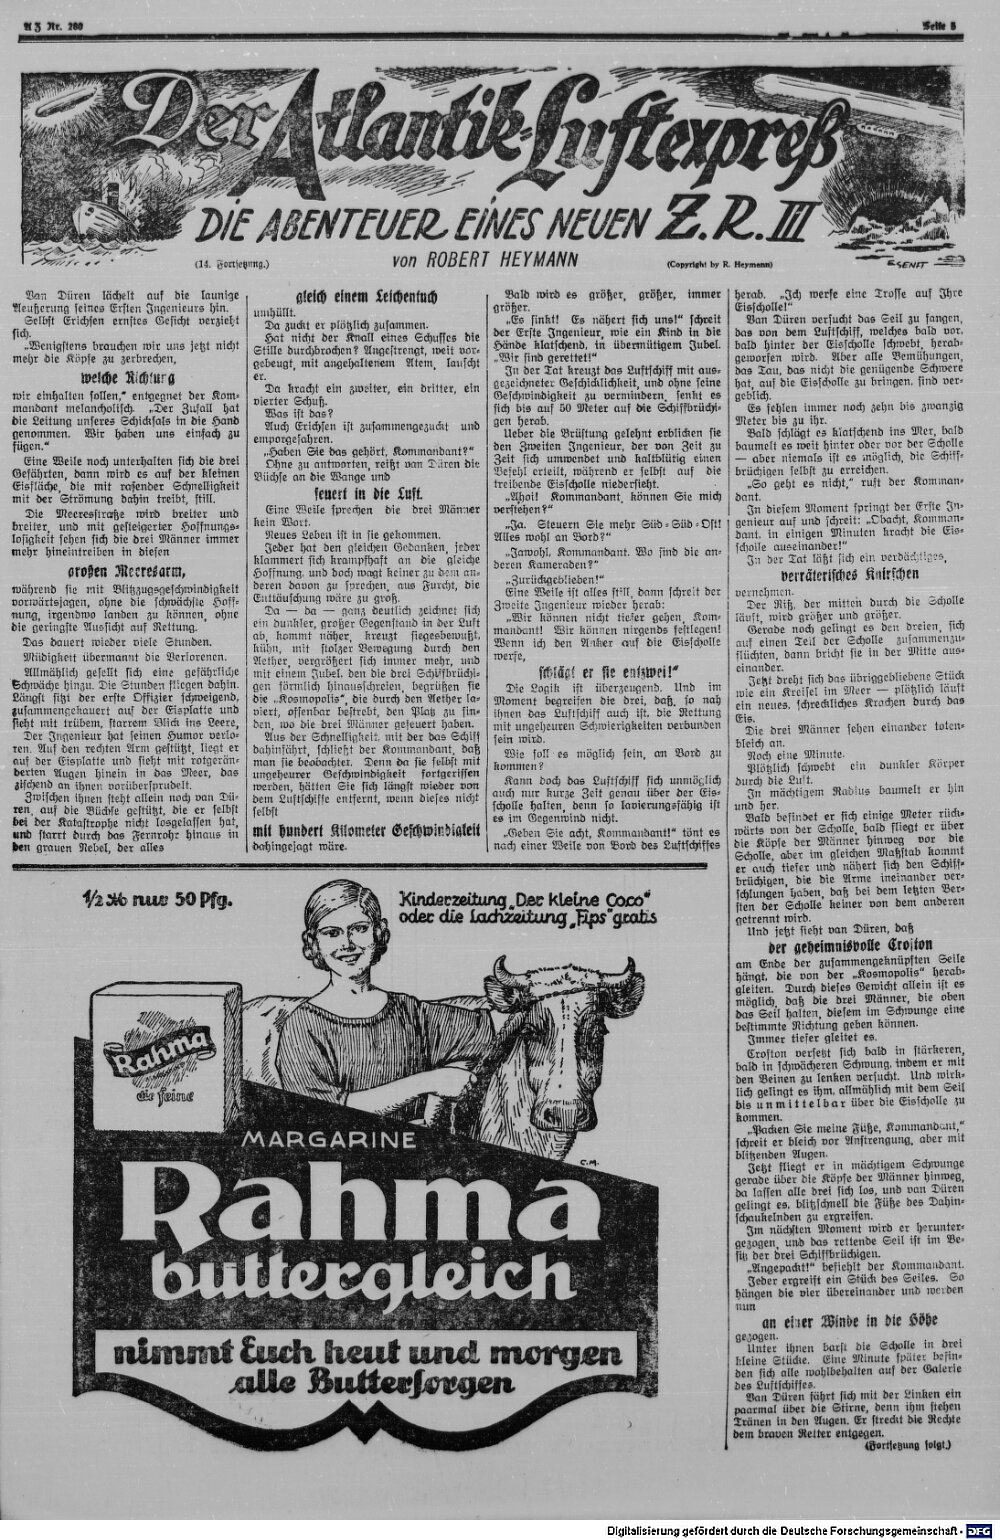 AZ Nr. 260
Seite 5
Der Atlantik-Luftexpreß
DIE ABENTEUER EINES NEUEN Z.R.III
(14. Fortsetzung.)
von ROBERT HEYMANN
(Copyright by R. Heymann)
SENFT
Van Düren lächelt auf die launige
Aeußerung seines Ersten Ingenieurs hin.
Selbst Erichsen ernstes Gesicht verzieht
sich.
„Wenigstens brauchen wir uns jetzt nicht
mehr die Köpfe zu zerbrechen,
welche Richtung
wir einhalten sollen,“ entgegnet der Kom-
mandant melancholisch. „Der Zufall hat
die Leitung unseres Schicksals in die Hand
genommen. Wir haben uns einfach zu
fügen.“
Eine Weile noch unterhalten sich die drei
Gefährten, dann wird es auf der kleinen
Eisfläche, die mit rasender Schnelligkeit
mit der Strömung dahin treibt, still.
Die Meeresstraße wird breiter und
breiter, und mit gesteigerter Hoffnungs-
losigkeit sehen sich die drei Männer immer
mehr hineintreiben in diesen
großen Meeresarm,
während sie mit Blitzzugsgeschwindigkeit
vorwärtsjagen, ohne die schwächste Hoff-
nung, irgendwo landen zu können, ohne
die geringste Aussicht auf Rettung.
Das dauert wieder viele Stunden.
Müdigkeit übermannt die Verlorenen.
Allmählich gesellt sich eine gefährliche
Schwäche hinzu. Die Stunden fliegen dahin.
Längst sitzt der erste Offizier schweigend,
zusammengekauert auf der Eisplatte und
sieht mit trübem, starrem Blick ins Leere,
Der Ingenieur hat seinen Humor verlo-
ren. Auf den rechten Arm gestützt, liegt er
auf der Eisplatte und sieht mit rotgerän-
derten Augen hinein in das Meer, das
zischend an ihnen vorübersprudelt.
Zwischen ihnen steht allein noch van Dü-
ren, auf die Büchse gestützt, die er selbst
bei der Katastrophe nicht losgelassen hat,
und starrt durch das Fernrohr hinaus in
den grauen Nebel, der alles
gleich einem Leichentuch
umhüllt.
Da zuckt er plötzlich zusammen.
Hat nicht der Knall eines Schusses die
Stille durchbrochen? Angestrengt, weit vor-
gebeugt, mit angehaltenem Atem, lauscht
er.
Da kracht ein zweiter, ein dritter, ein
vierter Schuß.
Was ist das?
Auch Erichsen ist zusammengezuckt und
emporgefahren.
„Haben Sie das gehört, Kommandant?“
Ohne zu antworten, reißt van Düren die
Büchse an die Wange und
feuert in die Luft.
Eine Weile sprechen die drei Männer
kein Wort.
Neues Leben ist in sie gekommen.
Jeder hat den gleichen Gedanken, jeder
klammert sich krampfhaft an die gleiche
Hoffnung, und doch wagt keiner zu dem an-
deren davon zu sprechen, aus Furcht, die
Enttäuschung wäre zu groß.
Da — da — ganz deutlich zeichnet sich
ein dunkler, großer Gegenstand in der Luft
ab, kommt näher, kreuzt siegesbewußt,
kühn, mit stolzer Bewegung durch den
Aether, vergrößert sich immer mehr, und
mit einem Jubel, den die drei Schiffbrüchi-
gen förmlich hinausschreien, begrüßen sie
die „Kosmopolis“, die durch den Aether la-
viert, offenbar bestrebt, den Platz zu fin-
den, wo die drei Männer gefeuert haben.
Aus der Schnelligkeit, mit der das Schiff
dahinfährt, schließt der Kommandant, daß
man sie beobachtet. Denn da sie selbst mit
ungeheurer Geschwindigkeit fortgerissen
werden, hätten Sie sich längst wieder von
dem Luftschiffe entfernt, wenn dieses nicht
selbst
mit hundert Kilometer Geschwindigkeit
dahingejagt wäre.
Bald wird es größer, größer, immer
größer.
„Es sinkt! Es nähert sich uns!“ schreit
der Erste Ingenieur, wie ein Kind in die
Hände klatschend, in übermütigem Jubel.
„Wir sind gerettet!“
In der Tat kreuzt das Luftschiff mit aus-
gezeichneter Geschicklichkeit, und ohne seine
Geschwindigkeit zu vermindern, senkt es
sich bis auf 50 Meter auf die Schiffbrüchi-
gen herab.
Ueber die Brüstung gelehnt erblicken sie
den Zweiten Ingenieur, der von Zeit zu
Zeit sich umwendet und kaltblütig einen
Befehl erteilt, während er selbst auf die
treibende Eisscholle niedersieht.
„Ahoi! Kommandant, können Sie mich
verstehen?“
„Ja. Steuern Sie mehr Süd-Süd-Ost!
Alles wohl an Bord?“
„Jawohl, Kommandant. Wo sind die an-
deren Kameraden?“
„Zurückgeblieben!“
Eine Weile ist alles still, dann schreit der
Zweite Ingenieur wieder herab:
„Wir können nicht tiefer gehen, Kom-
mandant! Wir können nirgends festlegen!
Wenn ich den Anker auf die Eisscholle
werfe,
schlägt er sie entzwei!“
Die Logik ist überzeugend. Und im
Moment begreifen die drei, daß, so nah
ihnen das Luftschiff auch ist, die Rettung
mit ungeheuren Schwierigkeiten verbunden
sein wird.
Wie soll es möglich sein, an Bord zu
kommen?
Kann doch das Luftschiff sich unmöglich
auch nur kurze Zeit genau über der Eis-
scholle halten, denn so lavierungsfähig ist
es im Gegenwind nicht.
„Geben Sie acht, Kommandant!“ tönt es
nach einer Weile von Bord des Luftschiffes
herab. „Ich werfe eine Trosse auf Ihre
Eisscholle!“
Van Düren versucht das Seil zu fangen,
das von dem Luftschiff, welches bald vor,
bald hinter der Eisscholle schwebt, herab-
geworfen wird. Aber alle Bemühungen,
das Tau, das nicht die genügende Schwere
hat, auf die Eisscholle zu bringen, sind ver-
geblich.
Es fehlen immer noch zehn bis zwanzig
Meter bis zu ihr.
Bald schlägt es klatschend ins Meer, bald
baumelt es weit hinter oder vor der Scholle
— aber niemals ist es möglich, die Schiff-
brüchigen selbst zu erreichen.
„So geht es nicht,“ ruft der Komman-
dant.
In diesem Moment springt der Erste In-
genieur auf und schreit: „Obacht, Komman-
dant, in einigen Minuten kracht die Eis-
scholle auseinander!“
In der Tat läßt sich ein verdächtiges,
verräterisches Knirschen
vernehmen.
Der Riß, der mitten durch die Scholle
läuft, wird größer und größer.
Gerade noch gelingt es den dreien, sich
auf einen Teil der Scholle zusammenzu-
flüchten, dann bricht sie in der Mitte aus-
einander.
Jetzt dreht sich das übriggebliebene Stück
wie ein Kreisel im Meer — plötzlich läuft
ein neues, schreckliches Krachen durch das
Eis.
Die drei Männer sehen einander toten-
bleich an.
Noch eine Minute.
Plötzlich schwebt ein dunkler Körper
durch die Luft.
In mächtigem Radius baumelt er hin
und her.
Bald befindet er sich einige Meter rück-
wärts von der Scholle, bald fliegt er über
die Köpfe der Männer hinweg vor die
Scholle, aber im gleichen Maßstab kommt
er auch tiefer und nähert sich den Schiff-
brüchigen, die die Arme ineinander ver-
schlungen haben, daß bei dem letzten Ber-
sten der Scholle keiner von dem anderen
getrennt wird.
Und jetzt sieht van Düren, daß
der geheimnisvolle Crofton
am Ende der zusammengeknüpften Seile
hängt, die von der „Kosmopolis“ herab-
gleiten. Durch dieses Gewicht allein ist es
möglich, daß die drei Männer, die oben
das Seil halten, diesem im Schwunge eine
bestimmte Richtung geben können.
Immer tiefer gleitet es.
Crofton versetzt sich bald in stärkeren,
bald in schwächeren Schwung, indem er mit
den Beinen zu lenken versucht. Und wirk-
lich gelingt es ihm, allmählich mit dem Seil
bis unmittelbar über die Eisscholle zu
kommen.
„Packen Sie meine Füße, Kommandant,“
schreit er bleich vor Anstrengung, aber mit
blitzenden Augen.
Jetzt fliegt er in mächtigem Schwunge
gerade über die Köpfe der Männer hinweg,
da lassen alle drei sich los, und van Düren
gelingt es, blitzschnell die Füße des Dahin-
schaukelnden zu ergreifen.
Im nächsten Moment wird er herunter-
gezogen, und das rettende Seil ist im Be-
sitz der drei Schiffbrüchigen.
„Angepackt!“ befiehlt der Kommandant.
Jeder ergreift ein Stück des Seiles. So
hängen die vier übereinander und werden
nun
an einer Winde in die Höhe
gezogen.
Unter ihnen barst die Scholle in drei
kleine Stücke. Eine Minute später befin-
den sich alle wohlbehalten auf der Galerie
des Luftschiffes.
Van Düren fährt sich mit der Linken ein
paarmal über die Stirne, denn ihm stehen
Tränen in den Augen. Er streckt die Rechte
dem braven Retter entgegen.
(Fortsetzung folgt.)
1/2 ℔ nur 50 Pfg.
Kinderzeitung „Der kleine Coco“
oder die Lachzeitung „Fips“ gratis
Rahma
die feine
C.M.
MARGARINE
Rahma
buttergleich
nimmt Euch heut und morgen
alle Buttersorgen
Digitalisierung gefördert durch die Deutsche Forschungsgemeinschaft - DFG